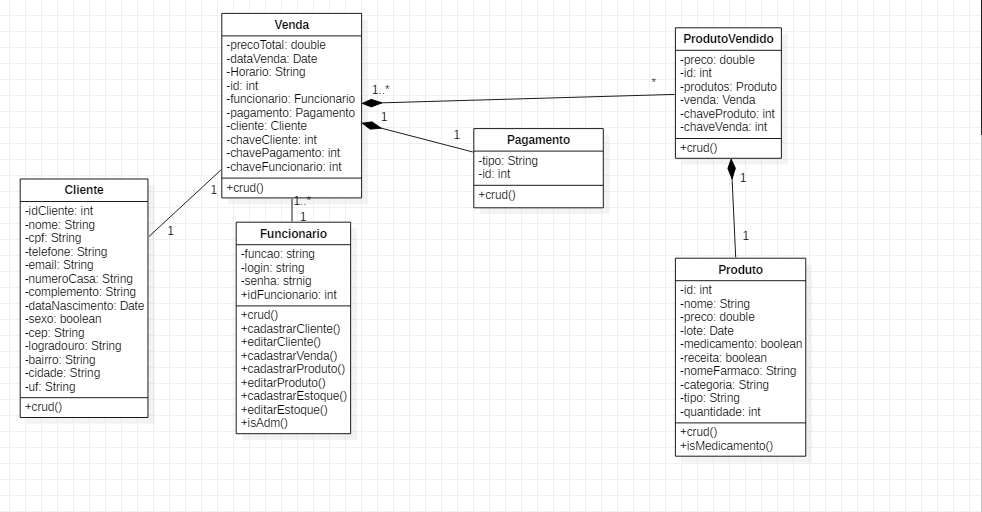 Venda
-precoTotal: double
-dataVenda: Date
-Horario: String
-id: int
-funcionario: Funcionario
-pagamento: Pagamento
-cliente: Cliente
-chaveCliente: int
-chavePagamento: int
-chaveFuncionario: int
+crud()
1..*
*
1
1
1
1
1..*
1
ProdutoVendido
-preco: double
-id: int
-produtos: Produto
-venda: Venda
-chaveProduto: int
-chaveVenda: int
+crud()
1
1
Pagamento
-tipo: String
-id: int
+crud()
Cliente
-idCliente: int
-nome: String
-cpf: String
-telefone: String
-email: String
-numeroCasa: String
-complemento: String
-dataNascimento: Date
-sexo: boolean
-cep: String
-logradouro: String
-bairro: String
-cidade: String
-uf: String
+crud()
Funcionario
-funcao: string
-login: string
-senha: strnig
+idFuncionario: int
+crud()
+cadastrarCliente()
+editarCliente()
+cadastrarVenda()
+cadastrarProduto()
+editarProduto()
+cadastrarEstoque()
+editarEstoque()
+isAdm()
Produto
-id: int
-nome: String
-preco: double
-lote: Date
-medicamento: boolean
-receita: boolean
-nomeFarmaco: String
-categoria: String
-tipo: String
-quantidade: int
+crud()
+isMedicamento()